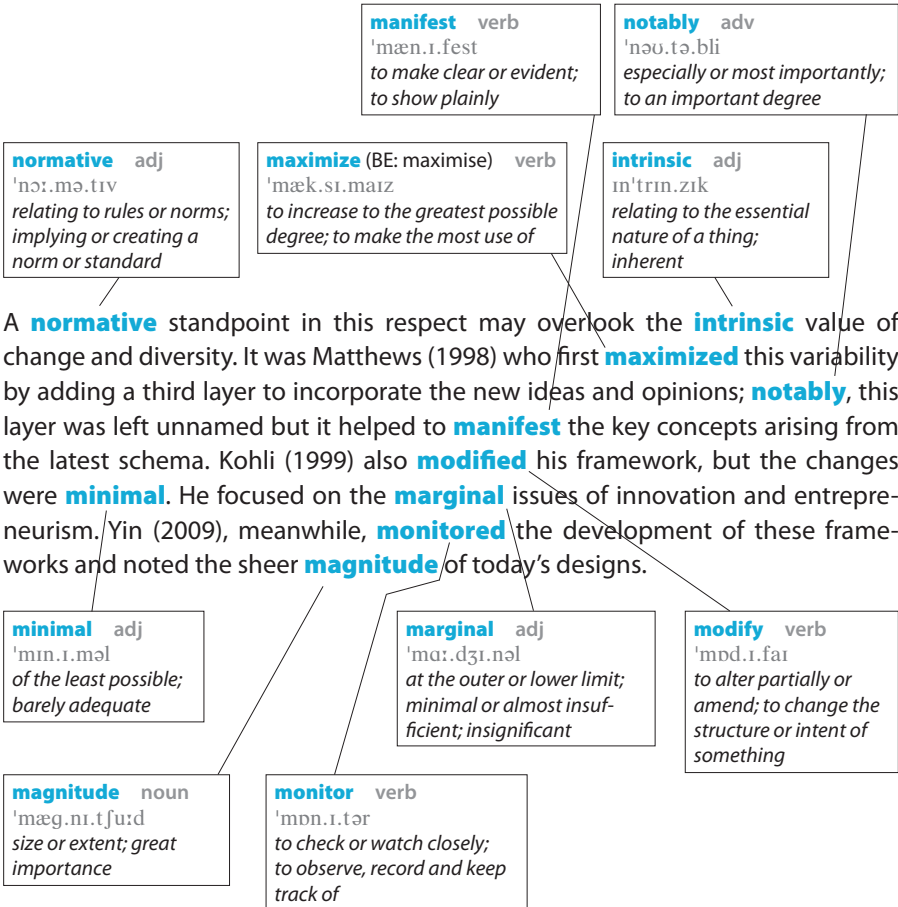 manifest verb
ˈmæn.ɪ.fest
to make clear or evident;
to show plainly
notably adv
ˈnəʊ.tə.bli
especially or most importantly;
to an important degree
normative adj
ˈnɔː.mə.tɪv
relating to rules or norms;
implying or creating a
norm or standard
maximize (BE: maximise) verb
ˈmæk.sɪ.maɪz
to increase to the greatest possible
degree; to make the most use of
intrinsic adj
ɪnˈtrɪn.zɪk
relating to the essential
nature of a thing;
inherent
A normative standpoint in this respect may overlook the intrinsic value of
change and diversity. It was Matthews (1998) who first maximized this variability
by adding a third layer to incorporate the new ideas and opinions; notably, this
layer was left unnamed but it helped to manifest the key concepts arising from
the latest schema. Kohli (1999) also modified his framework, but the changes
were minimal. He focused on the marginal issues of innovation and entrepre-
neurism. Yin (2009), meanwhile, monitored the development of these frame-
works and noted the sheer magnitude of today's designs.
minimal adj
ˈmɪn.ɪ.məl
of the least possible;
barely adequate
marginal adj
ˈmɑː.dʒɪ.nəl
at the outer or lower limit;
minimal or almost insuf-
ficient; insignificant
modify verb
ˈmɒd.ɪ.faɪ
to alter partially or
amend; to change the
structure or intent of
something
magnitude noun
ˈmæɡ.nɪ.tʃuːd
size or extent; great
importance
monitor verb
ˈmɒn.ɪ.tər
to check or watch closely;
to observe, record and keep
track of